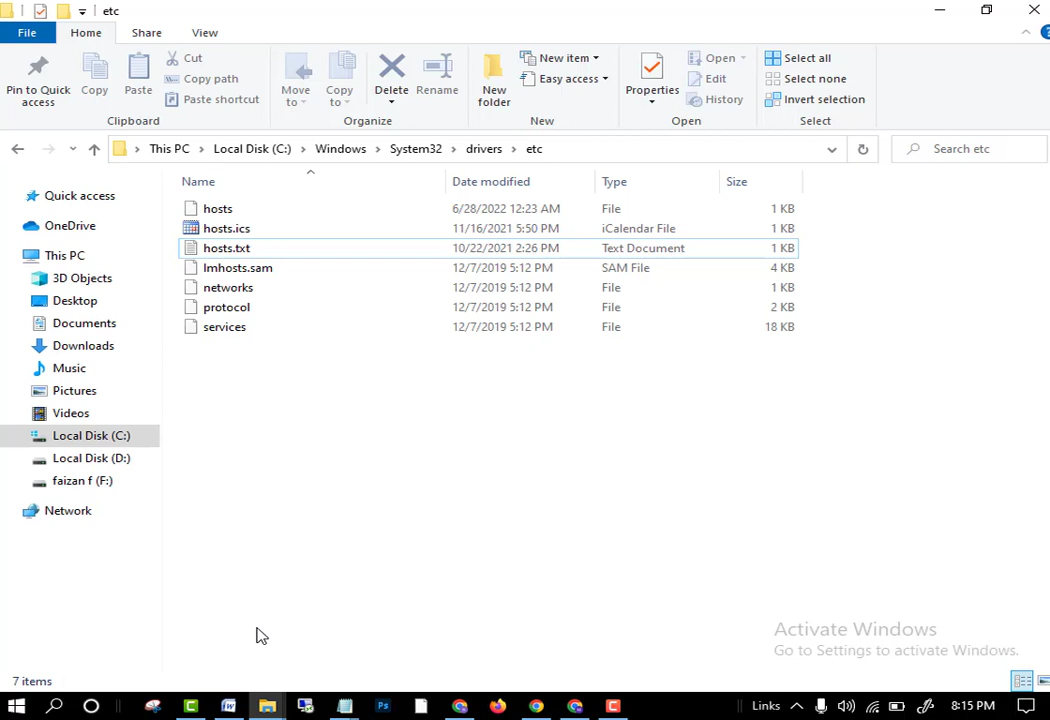 etc
File Home Share View
Pin to Quick access
Copy
Paste
Cut
Copy path
Paste shortcut
Clipboard
Move to
Copy to
Delete
Rename
Organize
New folder
New item
Easy access
New
Properties
Open
Edit
History
Open
Select all
Select none
Invert selection
Select
This PC Local Disk (C:) Windows System32 drivers etc
Search etc
Quick access
OneDrive
This PC
3D Objects
Desktop
Documents
Downloads
Music
Pictures
Videos
Local Disk (C:)
Local Disk (D:)
faizan f (F:)
Network
Name Date modified Type Size
hosts 6/28/2022 12:23 AM File 1 KB
hosts.ics 11/16/2021 5:50 PM iCalendar File 1 KB
hosts.txt 10/22/2021 2:26 PM Text Document 1 KB
lmhosts.sam 12/7/2019 5:12 PM SAM File 4 KB
networks 12/7/2019 5:12 PM File 1 KB
protocol 12/7/2019 5:12 PM File 2 KB
services 12/7/2019 5:12 PM File 18 KB
Activate Windows
Go to Settings to activate Windows.
7 items
Links 8:15 PM